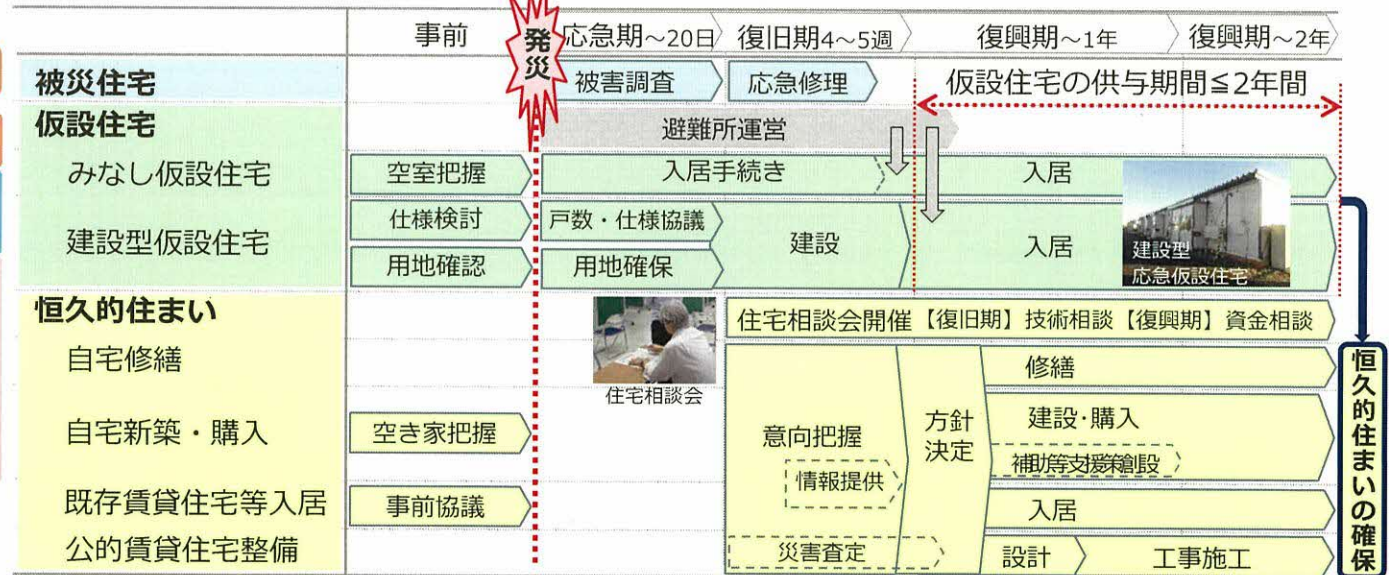 事前
発災
応急期~20日
復旧期4~5週
復興期~1年
復興期~2年
被災住宅
被害調査
応急修理
仮設住宅の供与期間≦2年間
仮設住宅
避難所運営
みなし仮設住宅
空室把握
入居手続き
入居
建設型仮設住宅
仕様検討
戸数・仕様協議
建設
入居
用地確認
用地確保
建設型
応急仮設住宅
恒久的住まい
住宅相談会開催【復旧期】技術相談【復興期】資金相談
住宅相談会
自宅修繕
修繕
自宅新築・購入
空き家把握
意向把握
情報提供
方針
決定
建設・購入
補助等支援策創設
既存賃貸住宅等入居
事前協議
入居
公的賃貸住宅整備
災害査定
設計
工事施工
恒久的住まいの確保